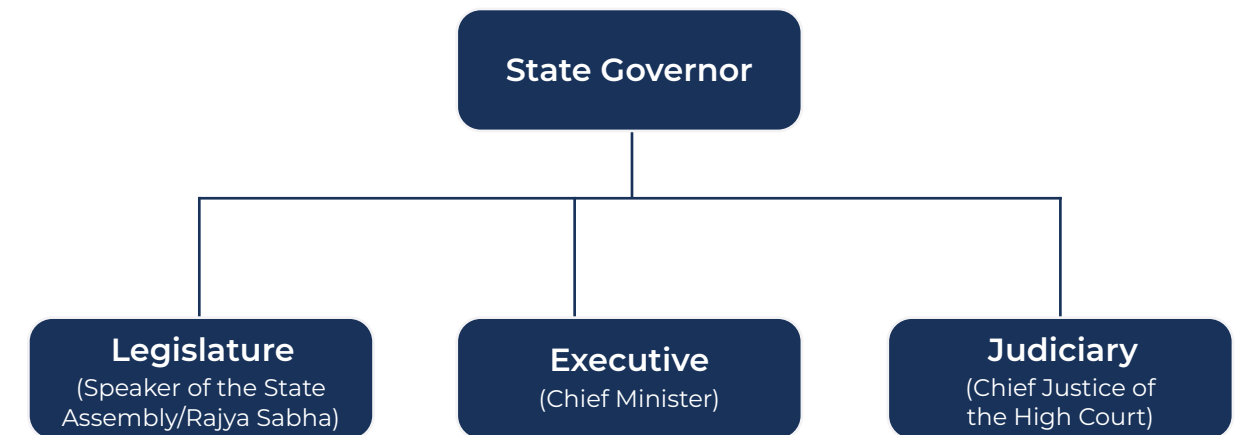 State Governor
Legislature
(Speaker of the State
Assembly/Rajya Sabha)
Executive
(Chief Minister)
Judiciary
(Chief Justice of
the High Court)